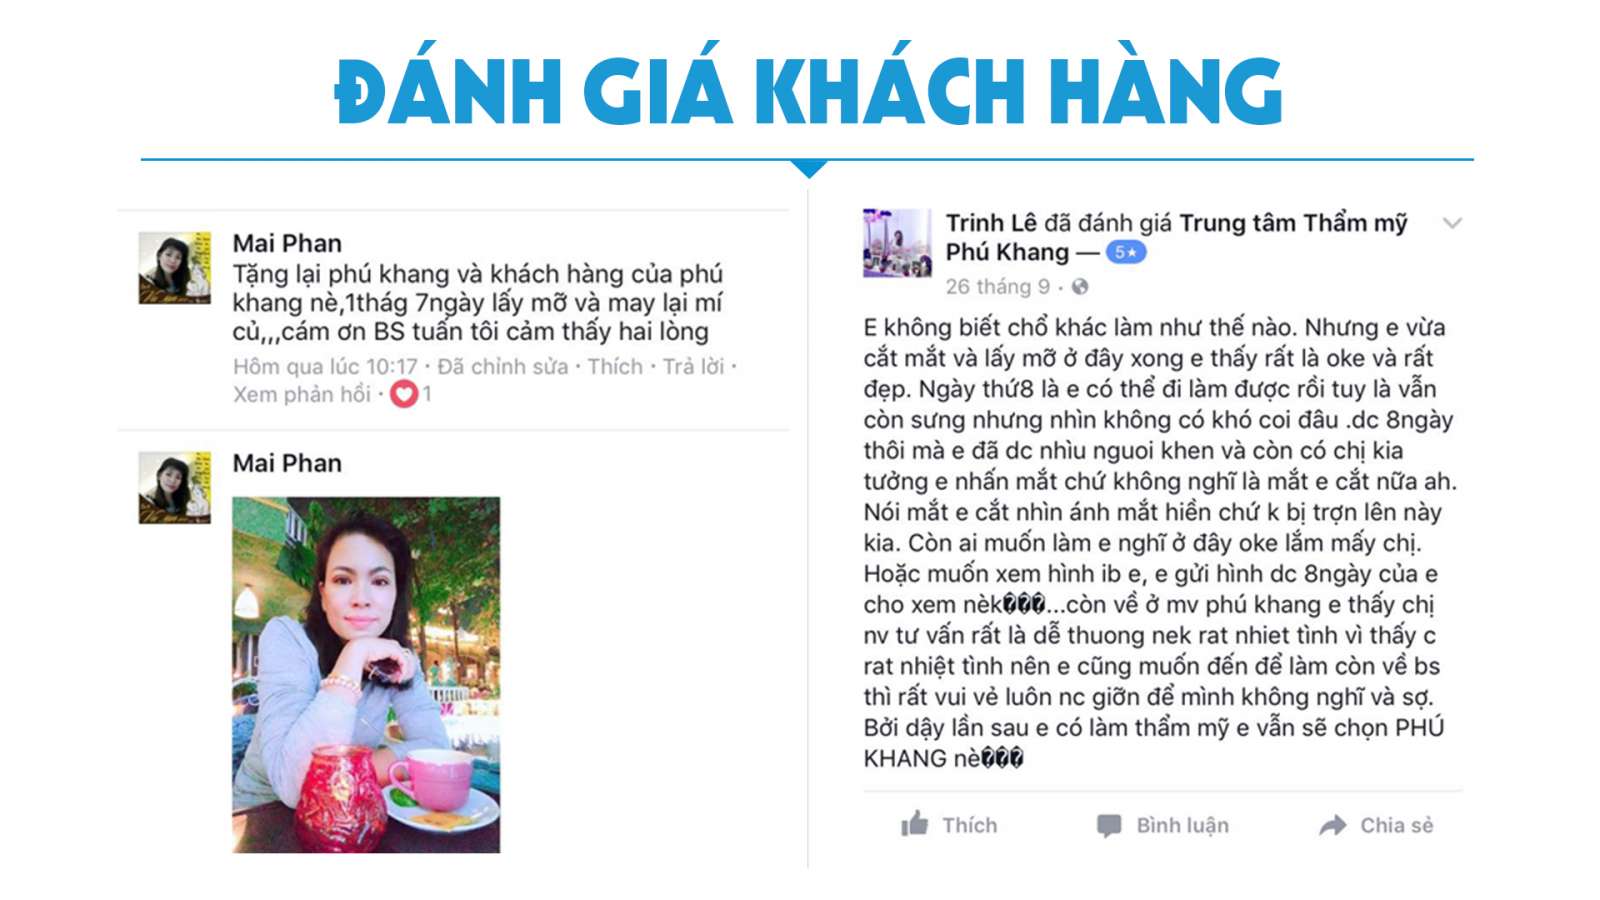 ĐÁNH GIÁ KHÁCH HÀNG
Mai Phan
Tặng lại phú khang và khách hàng của phú
khang nè,1thág 7ngày lấy mỡ và may lại mí
củ,,,cám ơn BS tuấn tôi cảm thấy hai lòng
Hôm qua lúc 10:17 · Đã chỉnh sửa · Thích · Trả lời ·
Xem phản hồi · 1
Mai Phan
Trinh Lê đã đánh giá Trung tâm Thẩm mỹ
Phú Khang — 5★
26 tháng 9 ·
E không biết chổ khác làm như thế nào. Nhưng e vừa
cắt mắt và lấy mỡ ở đây xong e thấy rất là oke và rất
đẹp. Ngày thứ8 là e có thể đi làm được rồi tuy là vẫn
còn sưng nhưng nhìn không có khó coi đâu .dc 8ngày
thôi mà e đã dc nhìu nguoi khen và còn có chị kia
tưởng e nhấn mắt chứ không nghĩ là mắt e cắt nữa ah.
Nói mắt e cắt nhìn ánh mắt hiền chứ k bị trợn lên này
kia. Còn ai muốn làm e nghĩ ở đây oke lắm mấy chị.
Hoặc muốn xem hình ib e, e gửi hình dc 8ngày của e
cho xem nèk���...còn về ở mv phú khang e thấy chị
nv tư vấn rất là dễ thuong nek rat nhiet tình vì thấy c
rat nhiệt tình nên e cũng muốn đến để làm còn về bs
thì rất vui vẻ luôn nc giỡn để mình không nghĩ và sợ.
Bởi dậy lần sau e có làm thẩm mỹ e vẫn sẽ chọn PHÚ
KHANG nè���
Thích Bình luận Chia sẻ